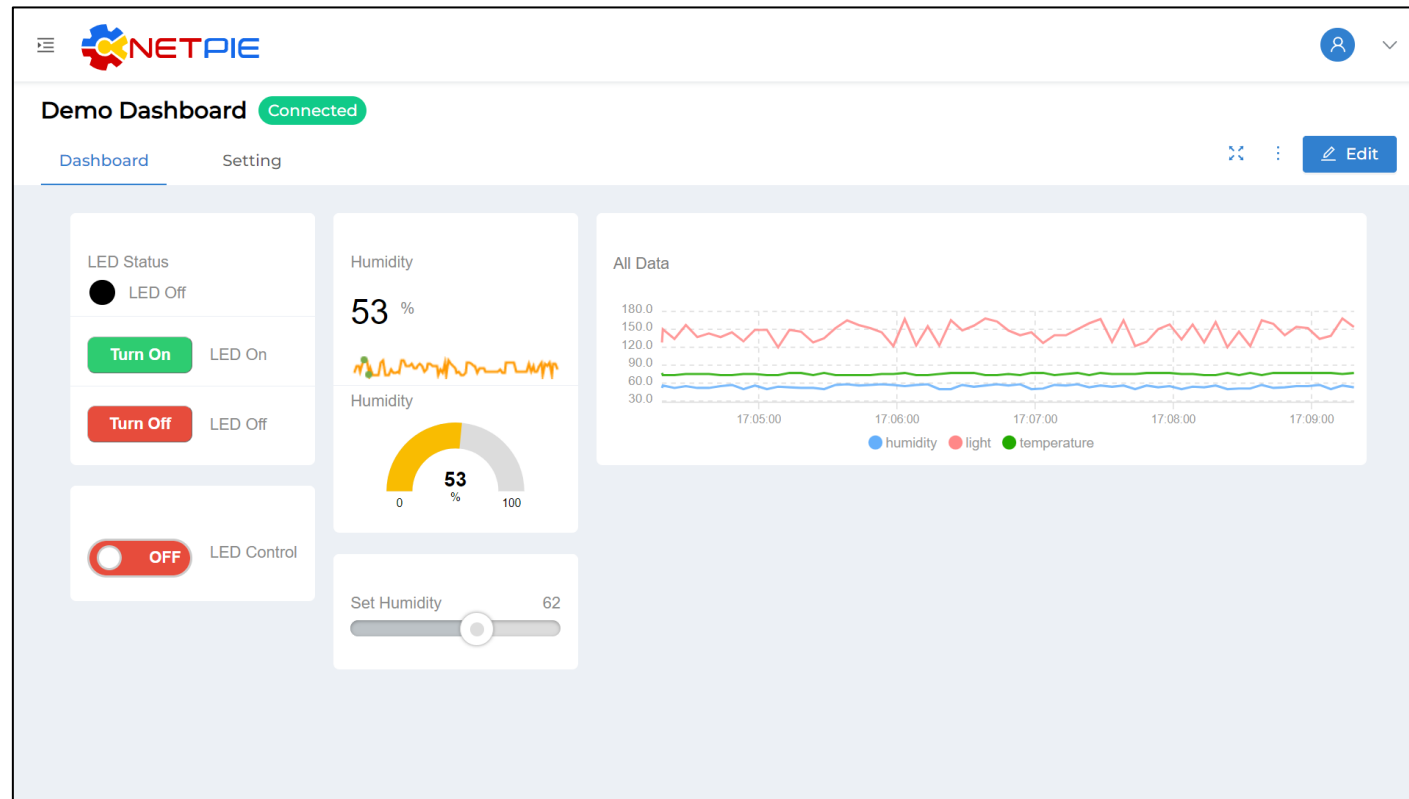 NETPIE
Demo Dashboard Connected
Dashboard Setting
Edit
LED Status
LED Off
Turn On LED On
Turn Off LED Off
OFF LED Control
Humidity
53 %
Humidity
53
%
0 100
Set Humidity 62
All Data
180.0
150.0
120.0
90.0
60.0
30.0
17:05:00 17:06:00 17:07:00 17:08:00 17:09:00
humidity light temperature